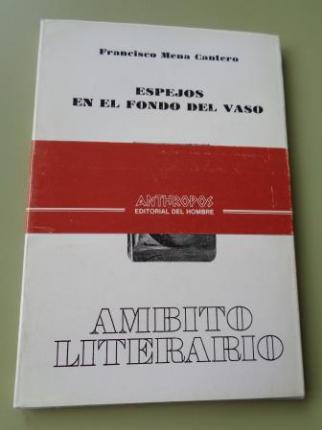 Francisco Mena Cantero
ESPEJOS
EN EL FONDO DEL VASO
ANTHROPOS
EDITORIAL DEL HOMBRE
AMBITO
LITERARIO